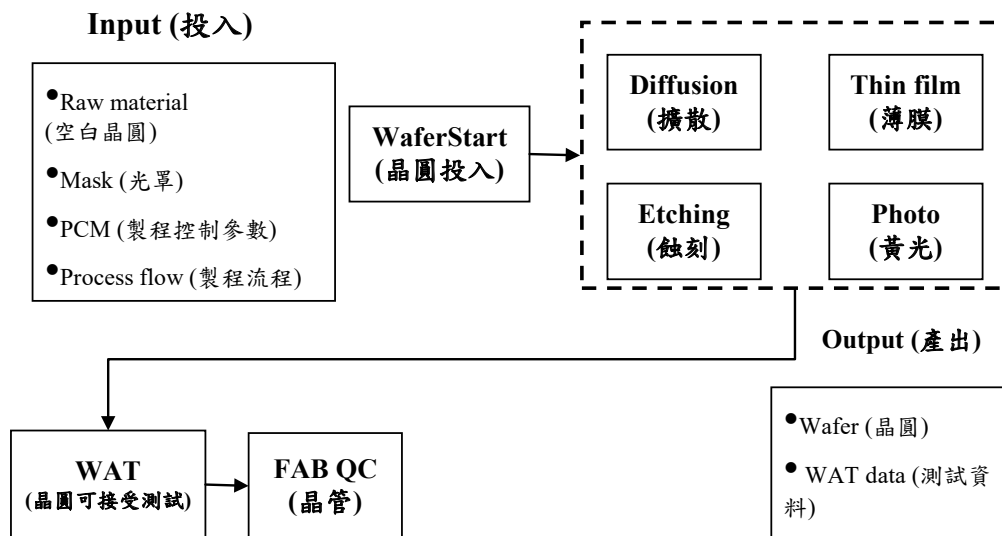 Input (投入)
•Raw material
(空白晶圓)
•Mask (光罩)
•PCM (製程控制參數)
•Process flow (製程流程)
WaferStart
(晶圓投入)
Diffusion
(擴散)
Thin film
(薄膜)
Etching
(蝕刻)
Photo
(黃光)
Output (產出)
•Wafer (晶圓)
• WAT data (測試資
料)
WAT
(晶圓可接受測試)
FAB QC
(晶管)